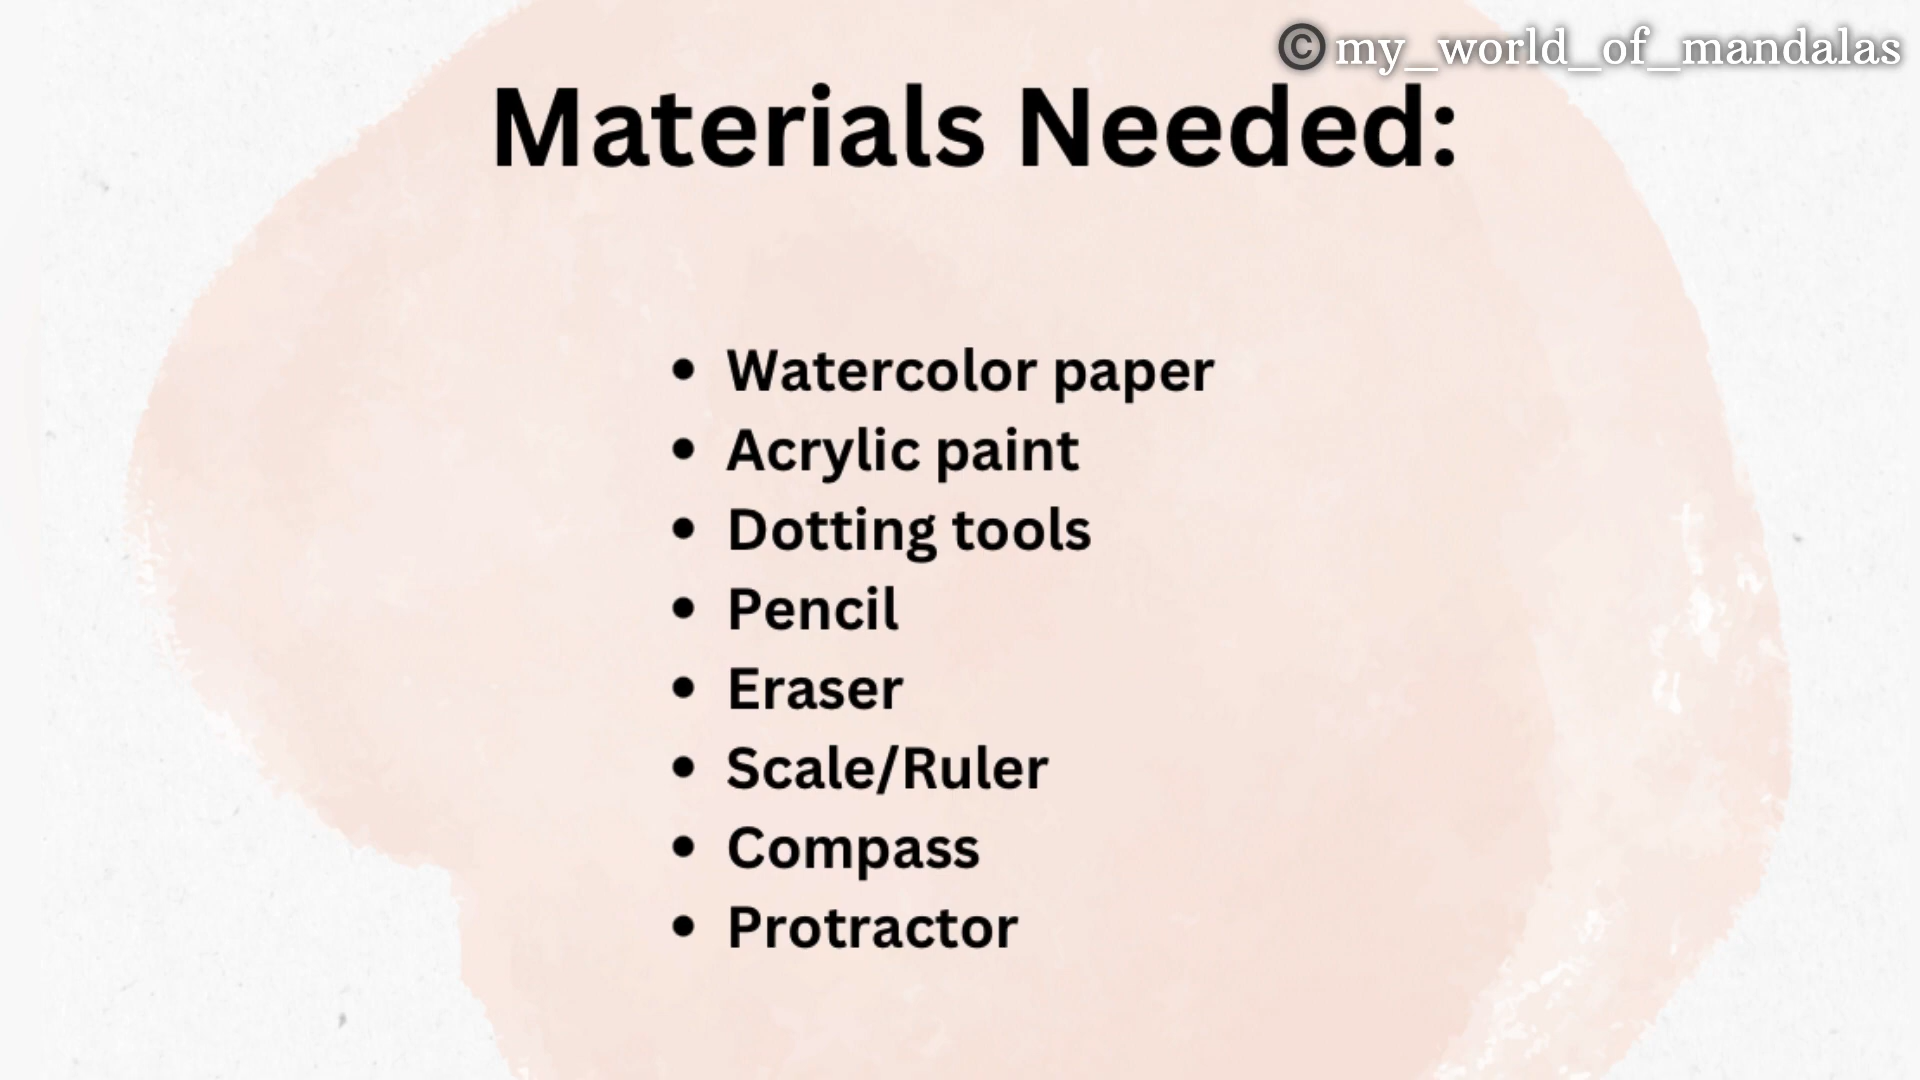 © my_world_of_mandalas
Materials Needed:
• Watercolor paper
• Acrylic paint
• Dotting tools
• Pencil
• Eraser
• Scale/Ruler
• Compass
• Protractor